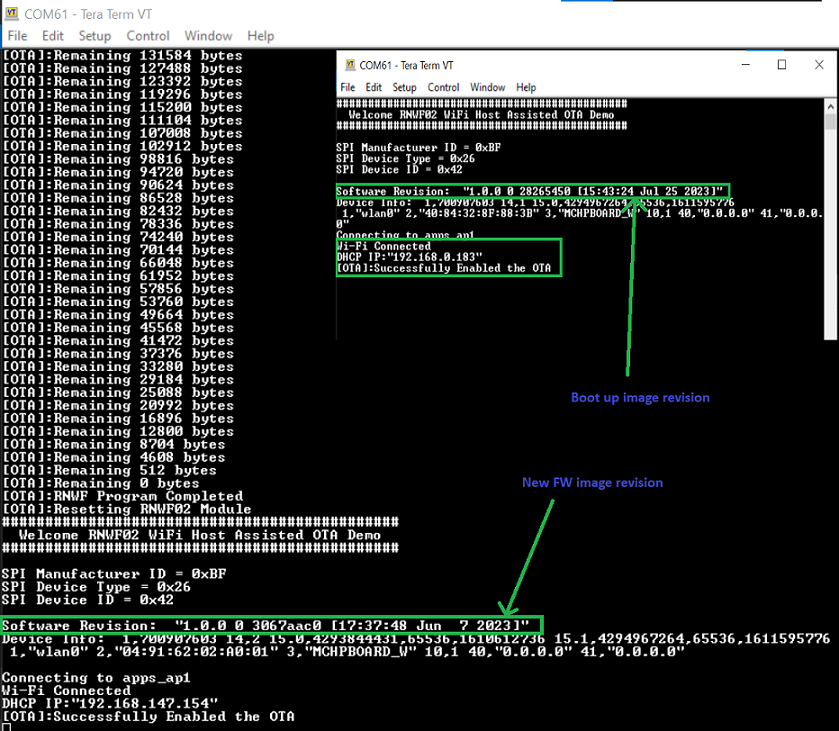 COM61 - Tera Term VT
File Edit Setup Control Window Help
[OTA]:Remaining 131584 bytes
[OTA]:Remaining 127488 bytes
[OTA]:Remaining 123392 bytes
[OTA]:Remaining 119296 bytes
[OTA]:Remaining 115200 bytes
[OTA]:Remaining 111104 bytes
[OTA]:Remaining 107008 bytes
[OTA]:Remaining 102912 bytes
[OTA]:Remaining 98816 bytes
[OTA]:Remaining 94720 bytes
[OTA]:Remaining 90624 bytes
[OTA]:Remaining 86528 bytes
[OTA]:Remaining 82432 bytes
[OTA]:Remaining 78336 bytes
[OTA]:Remaining 74240 bytes
[OTA]:Remaining 70144 bytes
[OTA]:Remaining 66048 bytes
[OTA]:Remaining 61952 bytes
[OTA]:Remaining 57856 bytes
[OTA]:Remaining 53760 bytes
[OTA]:Remaining 49664 bytes
[OTA]:Remaining 45568 bytes
[OTA]:Remaining 41472 bytes
[OTA]:Remaining 37376 bytes
[OTA]:Remaining 33280 bytes
[OTA]:Remaining 29184 bytes
[OTA]:Remaining 25088 bytes
[OTA]:Remaining 20992 bytes
[OTA]:Remaining 16896 bytes
[OTA]:Remaining 12800 bytes
[OTA]:Remaining 8704 bytes
[OTA]:Remaining 4608 bytes
[OTA]:Remaining 512 bytes
[OTA]:Remaining 0 bytes
[OTA]:RNWF Program Completed
[OTA]:Resetting RNWF02 Module
##################################################
Welcome RNWF02 WiFi Host Assisted OTA Demo
##################################################
SPI Manufacturer ID = 0xBF
SPI Device Type = 0x26
SPI Device ID = 0x42
Software Revision: "1.0.0 0 3067aac0 [17:37:48 Jun 7 2023]"
Device Info: 1,700907603 14,2 15.0,4293844431,65536,1610612736 15.1,4294967264,65536,1611595776
1,"wlan0" 2,"04:91:62:02:A0:01" 3,"MCHPBOARD_W" 10,1 40,"0.0.0.0" 41,"0.0.0.0"
Connecting to apps_ap1
Wi-Fi Connected
DHCP IP:"192.168.147.154"
[OTA]:Successfully Enabled the OTA
COM61 - Tera Term VT
File Edit Setup Control Window Help
##################################################
Welcome RNWF02 WiFi Host Assisted OTA Demo
##################################################
SPI Manufacturer ID = 0xBF
SPI Device Type = 0x26
SPI Device ID = 0x42
Software Revision: "1.0.0 0 28265450 [15:43:24 Jul 25 2023]"
Device Info: 1,700907603 14,1 15.0,4294967264,65536,1611595776
1,"wlan0" 2,"40:84:32:8F:88:3B" 3,"MCHPBOARD_W" 10,1 40,"0.0.0.0" 41,"0.0.0.
0"
Connecting to apps_ap1
Wi-Fi Connected
DHCP IP:"192.168.0.183"
[OTA]:Successfully Enabled the OTA
Boot up image revision
New FW image revision